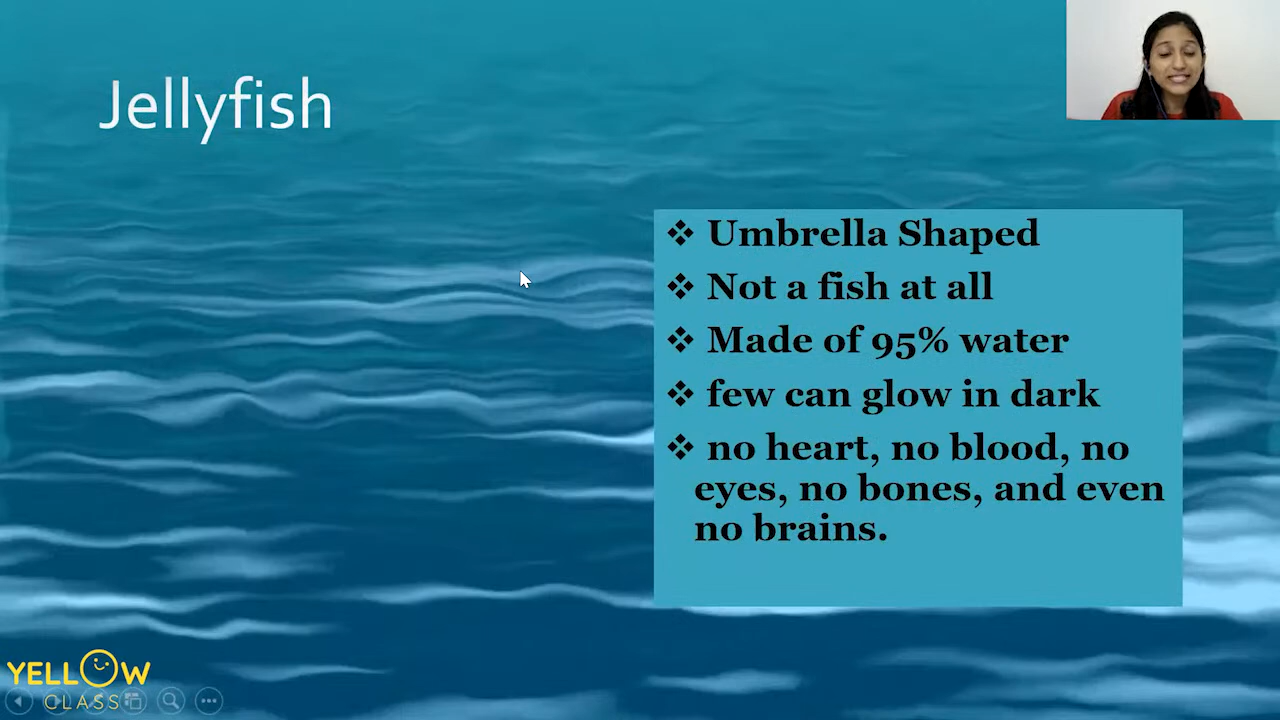 Jellyfish
❖ Umbrella Shaped
❖ Not a fish at all
❖ Made of 95% water
❖ few can glow in dark
❖ no heart, no blood, no
eyes, no bones, and even
no brains.
YELLOW
CLASS